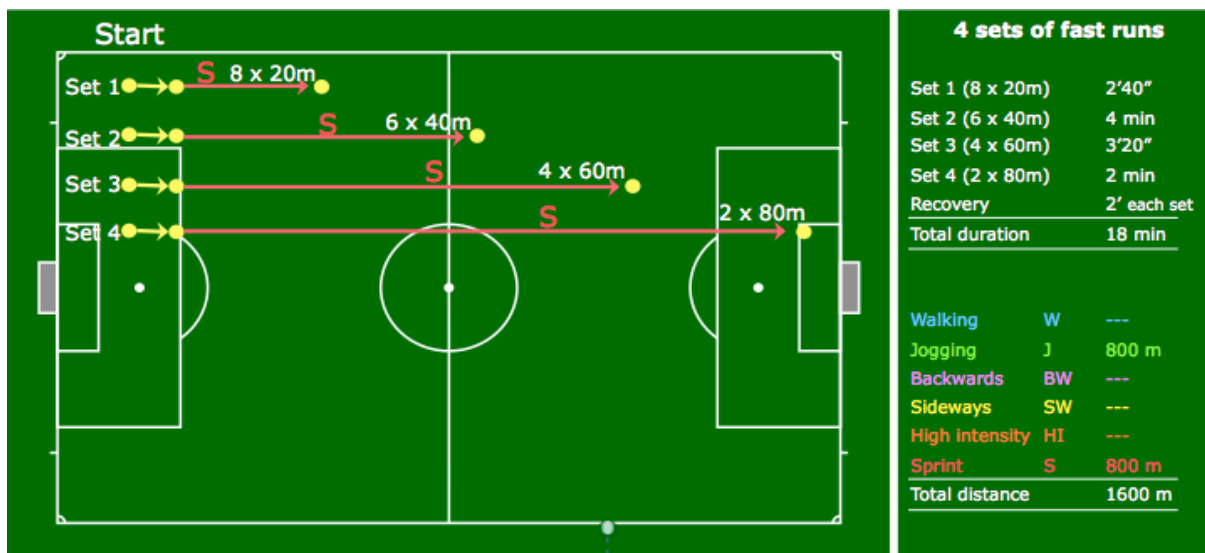 Start
Set 1 S 8 x 20m
Set 2 S 6 x 40m
Set 3 S 4 x 60m
Set 4 S 2 x 80m
4 sets of fast runs
Set 1 (8 x 20m) 2’40”
Set 2 (6 x 40m) 4 min
Set 3 (4 x 60m) 3’20”
Set 4 (2 x 80m) 2 min
Recovery 2’ each set
Total duration 18 min
Walking W ---
Jogging J 800 m
Backwards BW ---
Sideways SW ---
High intensity HI ---
Sprint S 800 m
Total distance 1600 m